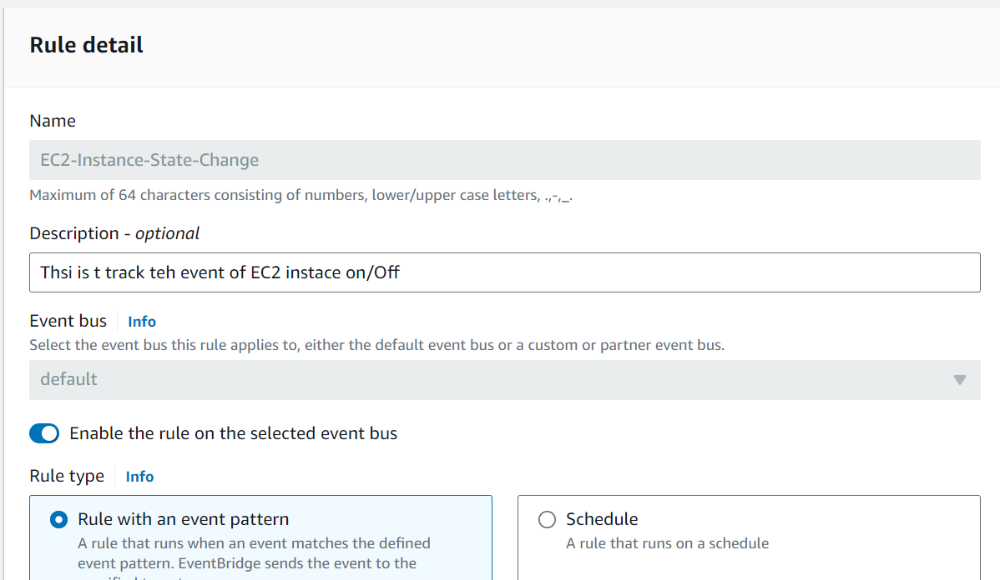 Rule detail
Name
EC2-Instance-State-Change
Maximum of 64 characters consisting of numbers, lower/upper case letters, .,-,_.
Description - optional
Thsi is t track teh event of EC2 instace on/Off
Event bus Info
Select the event bus this rule applies to, either the default event bus or a custom or partner event bus.
default
Enable the rule on the selected event bus
Rule type Info
Rule with an event pattern
A rule that runs when an event matches the defined
event pattern. EventBridge sends the event to the
Schedule
A rule that runs on a schedule